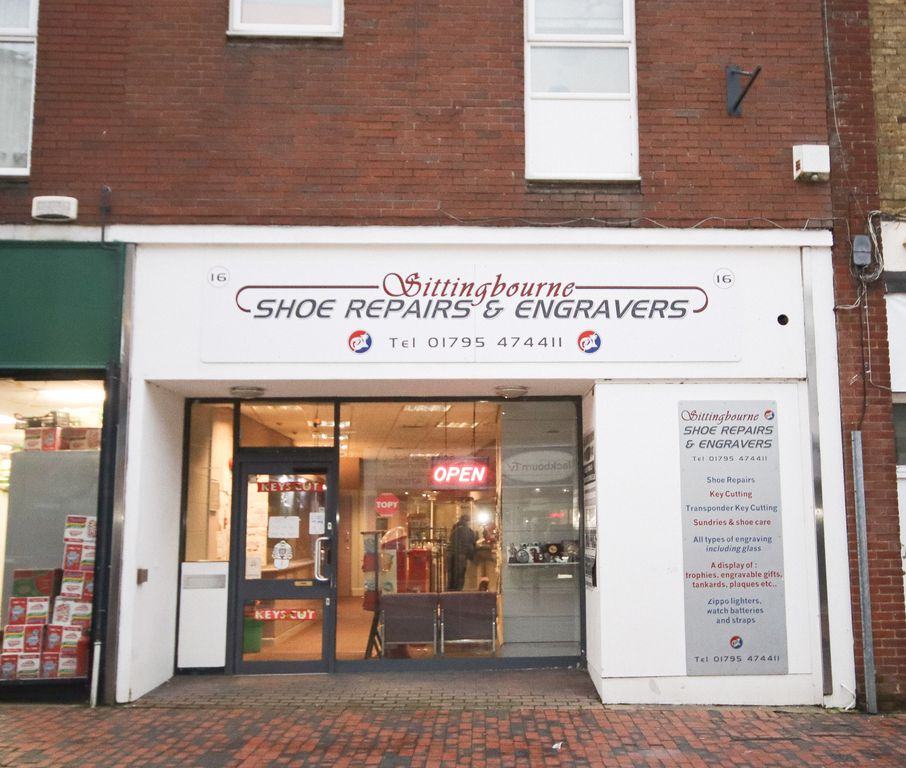 16
16
Sittingbourne
SHOE REPAIRS & ENGRAVERS
Tel 01795 474411
KEYS CUT
KEYS CUT
TOPY
OPEN
Sittingbourne
SHOE REPAIRS
& ENGRAVERS
Tel 01795 474411
Shoe Repairs
Key Cutting
Transponder Key Cutting
Sundries & shoe care
All types of engraving
including glass
A display of :
trophies, engravable gifts,
tankards, plaques etc..
Zippo lighters,
watch batteries
and straps
Tel 01795 474411